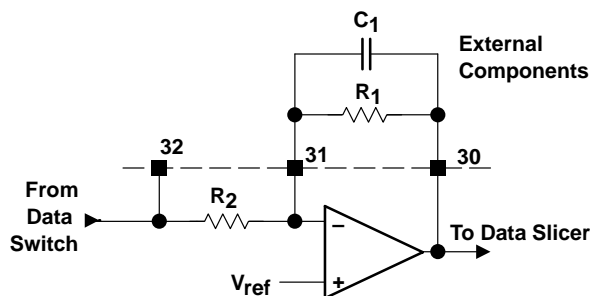 C1
External
Components
R1
32
31
30
From
Data
Switch
R2
−
To Data Slicer
Vref
+